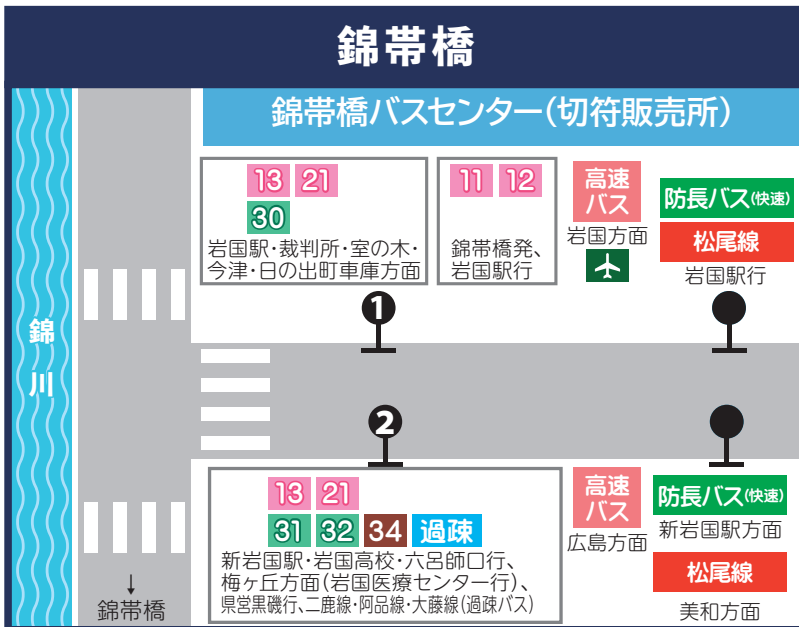 錦帯橋
錦帯橋バスセンター(切符販売所)
13 21
30
岩国駅・裁判所・室の木・
今津・日の出町車庫方面
11 12
錦帯橋発、
岩国駅行
高速
バス
岩国方面
防長バス(快速)
松尾線
岩国駅行
1
錦川
2
13 21
31 32 34 過疎
新岩国駅・岩国高校・六呂師口行、
梅ヶ丘方面(岩国医療センター行)、
県営黒磯行、二鹿線・阿品線・大藤線(過疎バス)
高速
バス
広島方面
防長バス(快速)
新岩国駅方面
松尾線
美和方面
↓
錦帯橋